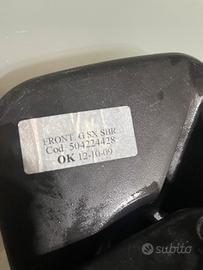 FRONT. G SX SBR
Cod. 504224428
OK 12-10-09
subito